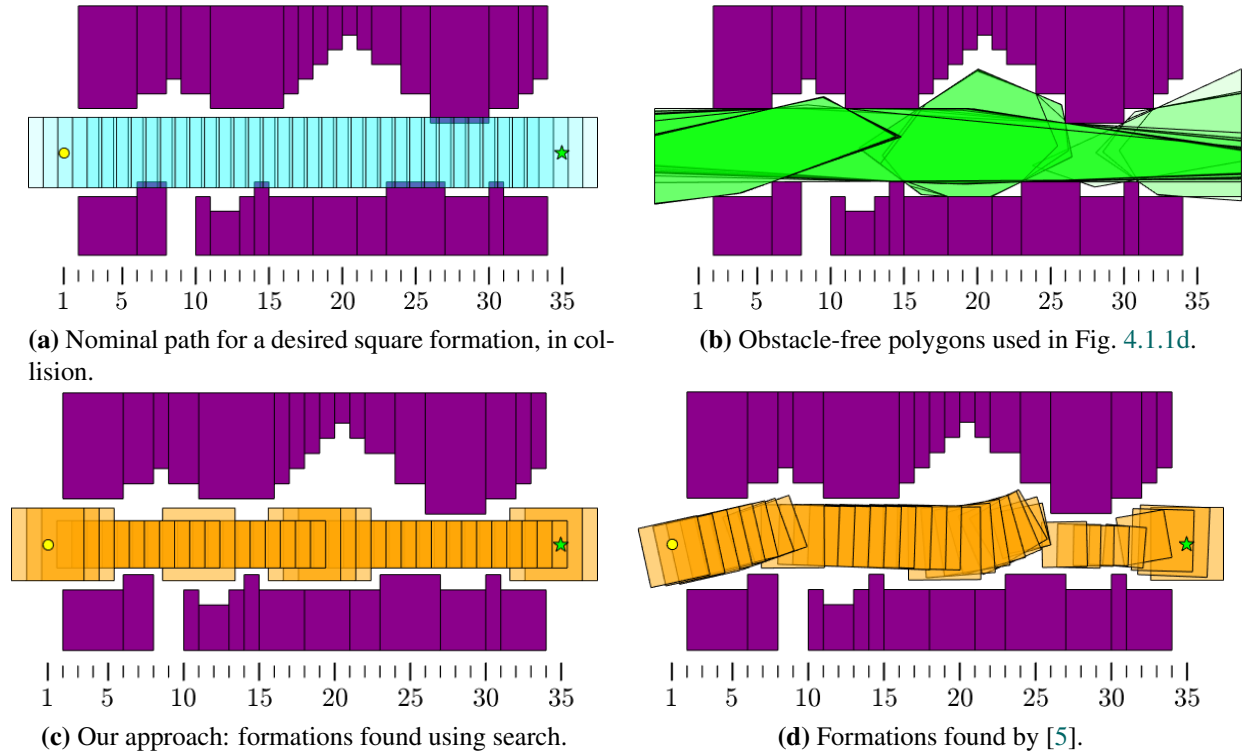 1 5 10 15 20 25 30 35
1 5 10 15 20 25 30 35
(a) Nominal path for a desired square formation, in col-
lision.
(b) Obstacle-free polygons used in Fig. 4.1.1d.
1 5 10 15 20 25 30 35
1 5 10 15 20 25 30 35
(c) Our approach: formations found using search.
(d) Formations found by [5].